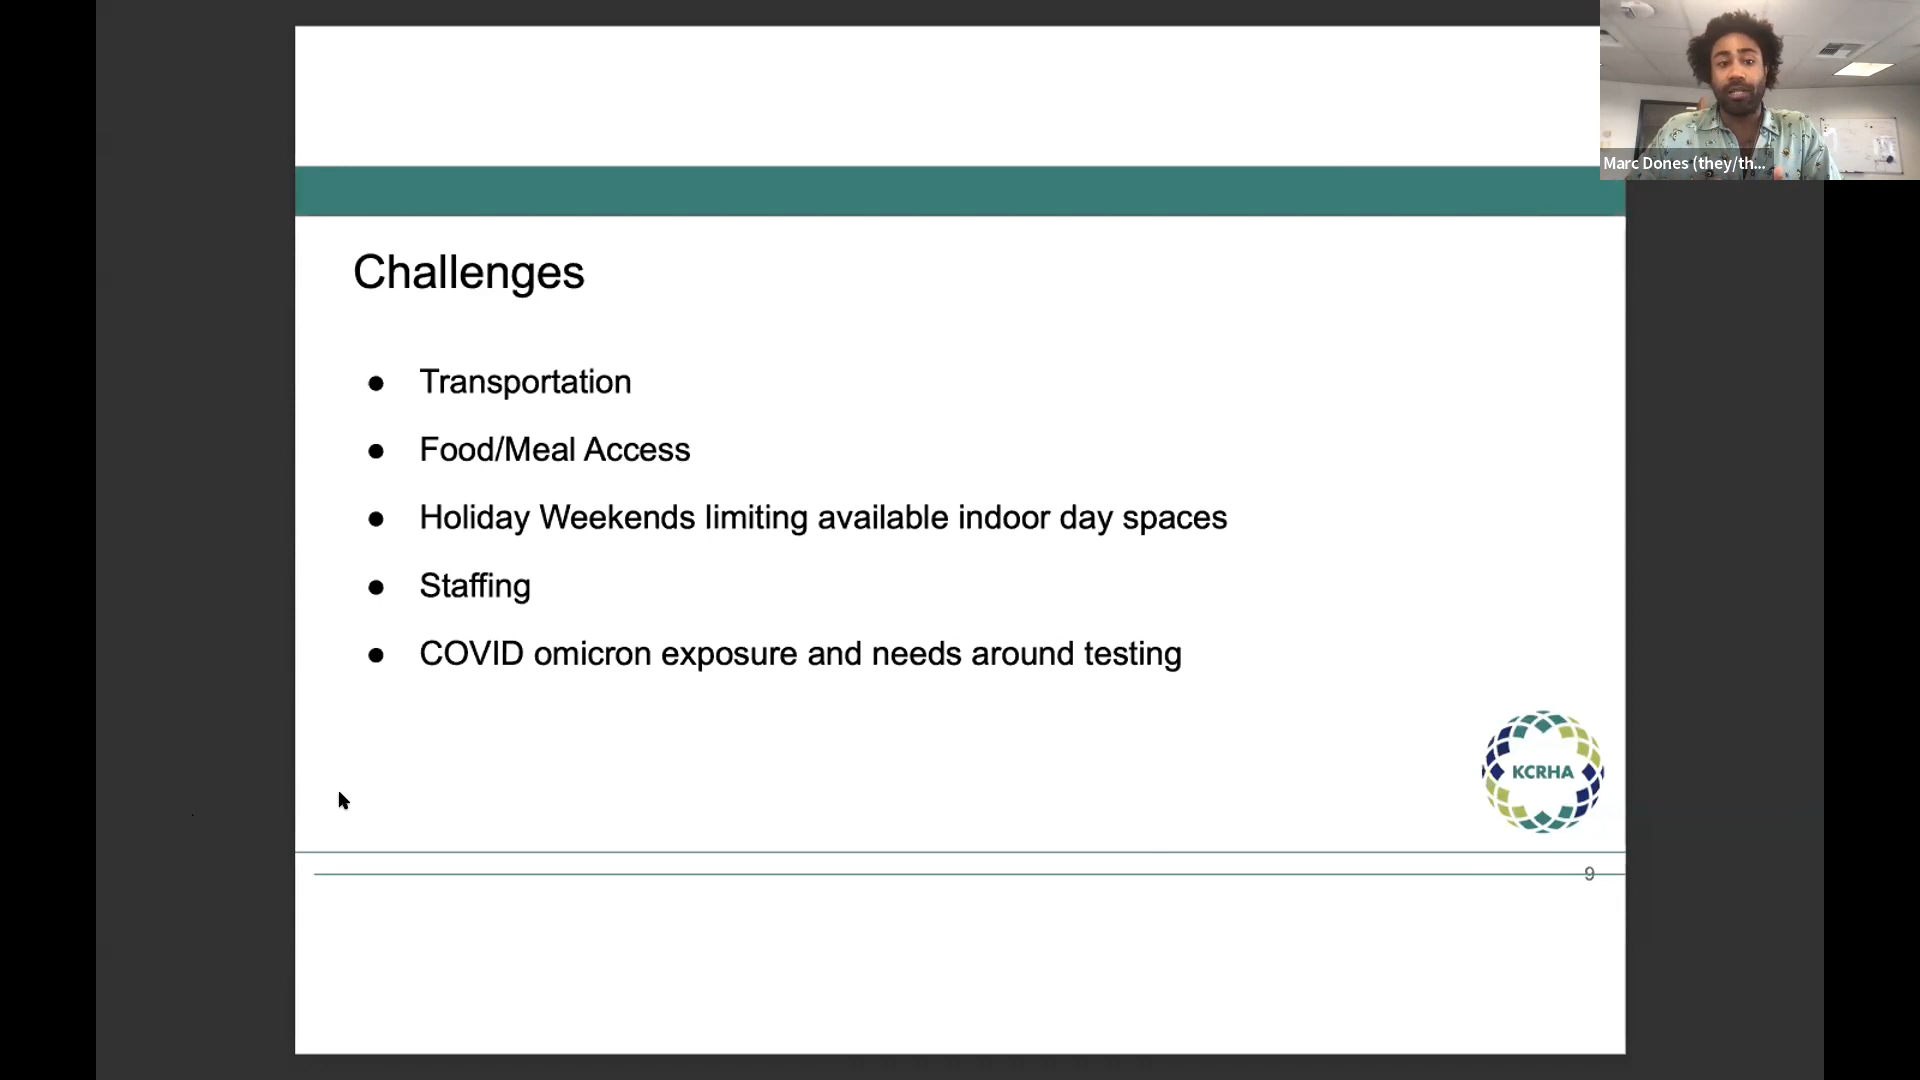 Marc Dones (they/th...
Challenges
● Transportation
● Food/Meal Access
● Holiday Weekends limiting available indoor day spaces
● Staffing
● COVID omicron exposure and needs around testing
KCRHA
9